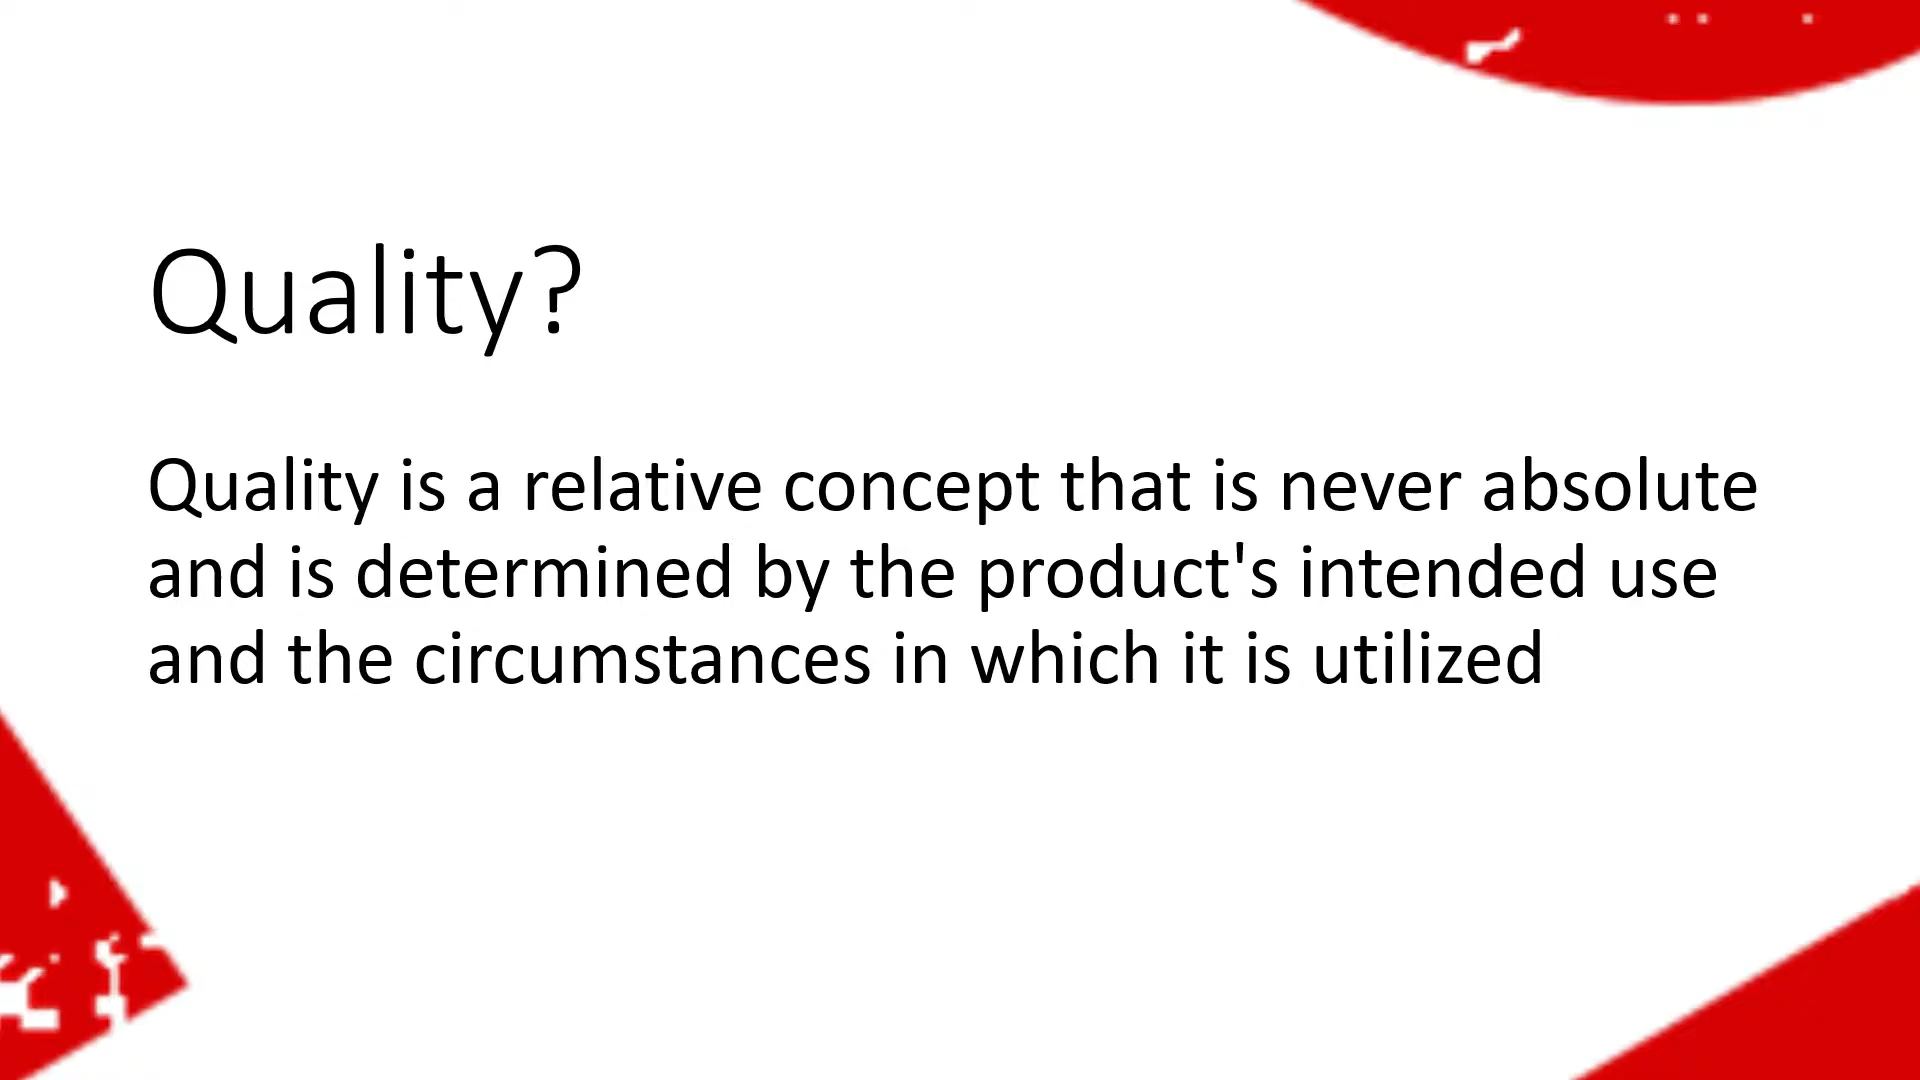 Quality?
Quality is a relative concept that is never absolute
and is determined by the product's intended use
and the circumstances in which it is utilized